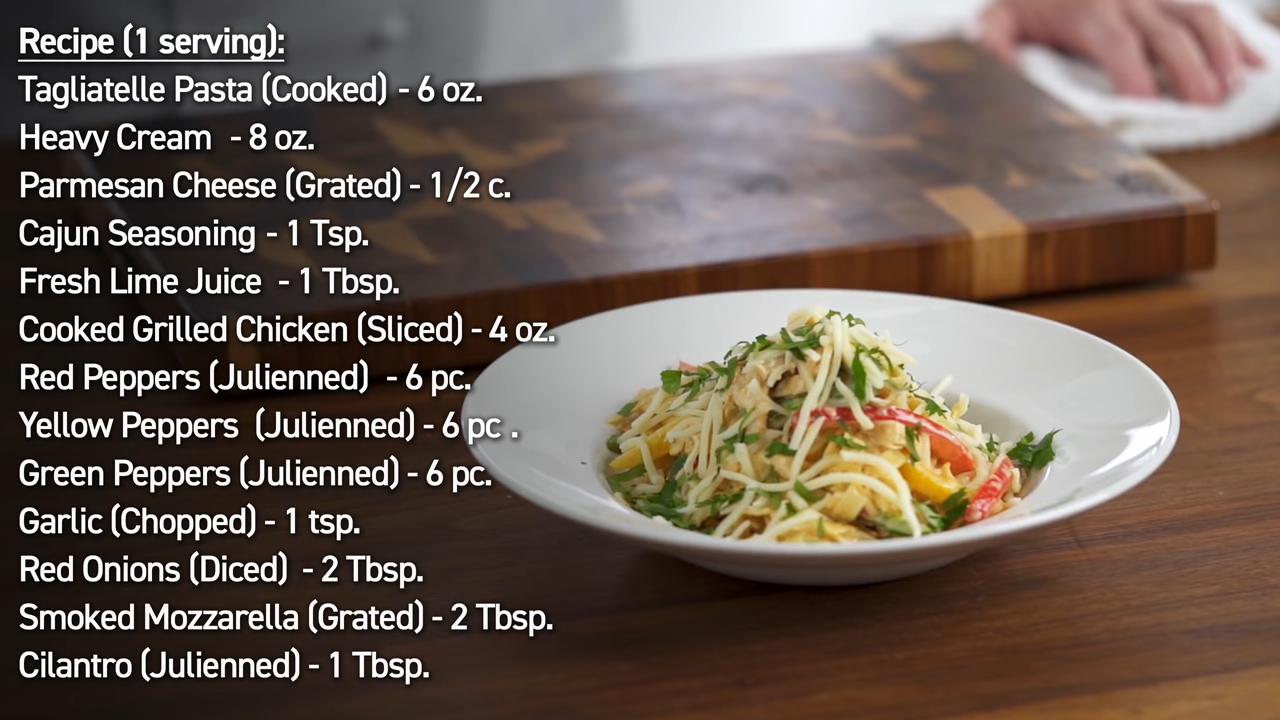 Recipe (1 serving):
Tagliatelle Pasta (Cooked) - 6 oz.
Heavy Cream - 8 oz.
Parmesan Cheese (Grated) - 1/2 c.
Cajun Seasoning - 1 Tsp.
Fresh Lime Juice - 1 Tbsp.
Cooked Grilled Chicken (Sliced) - 4 oz.
Red Peppers (Julienned) - 6 pc.
Yellow Peppers (Julienned) - 6 pc .
Green Peppers (Julienned) - 6 pc.
Garlic (Chopped) - 1 tsp.
Red Onions (Diced) - 2 Tbsp.
Smoked Mozzarella (Grated) - 2 Tbsp.
Cilantro (Julienned) - 1 Tbsp.